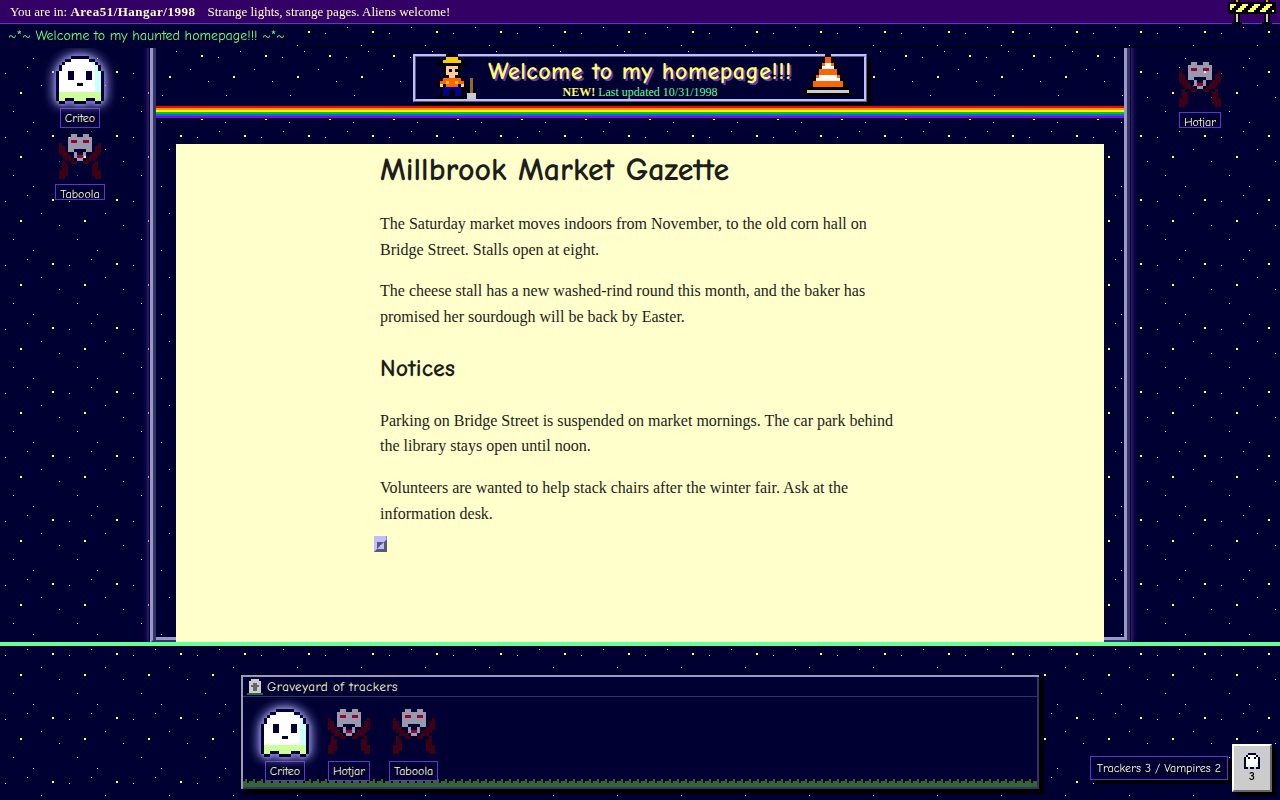 You are in: Area51/Hangar/1998 Strange lights, strange pages. Aliens welcome!
~*~ Welcome to my haunted homepage!!! ~*~
Welcome to my homepage!!!
NEW! Last updated 10/31/1998
Criteo
Taboola
Hotjar
Millbrook Market Gazette
The Saturday market moves indoors from November, to the old corn hall on
Bridge Street. Stalls open at eight.
The cheese stall has a new washed-rind round this month, and the baker has
promised her sourdough will be back by Easter.
Notices
Parking on Bridge Street is suspended on market mornings. The car park behind
the library stays open until noon.
Volunteers are wanted to help stack chairs after the winter fair. Ask at the
information desk.
Graveyard of trackers
Criteo
Hotjar
Taboola
Trackers 3 / Vampires 2
3